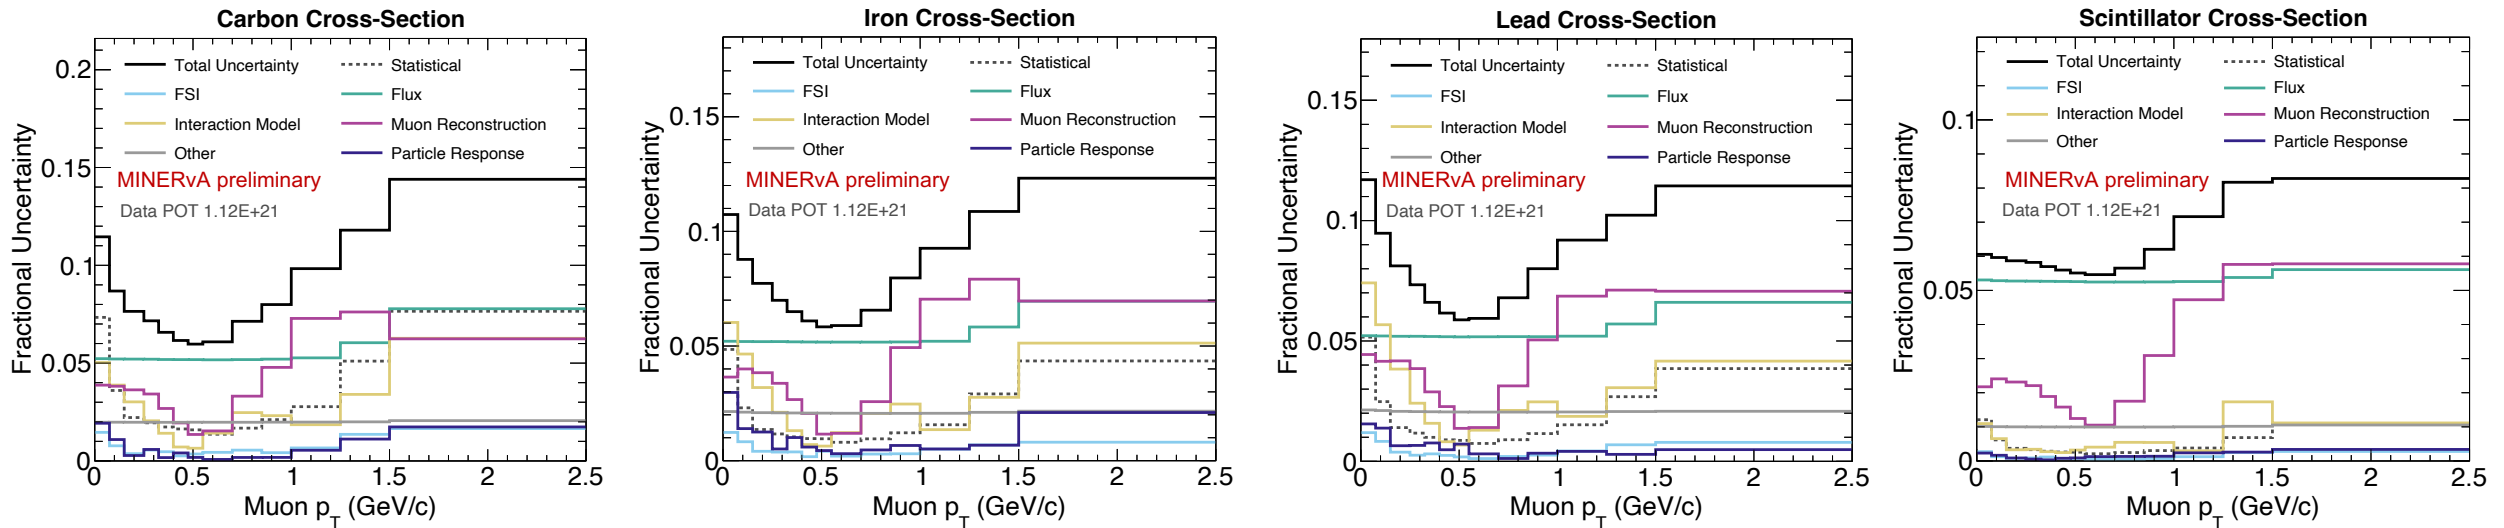 Carbon Cross-Section
Fractional Uncertainty
0.2
0.15
0.1
0.05
0
Total Uncertainty
Statistical
FSI
Flux
Interaction Model
Muon Reconstruction
Other
Particle Response
MINERvA preliminary
Data POT 1.12E+21
0 0.5 1 1.5 2 2.5
Muon pT (GeV/c)
Iron Cross-Section
Fractional Uncertainty
0.15
0.1
0.05
0
Total Uncertainty
Statistical
FSI
Flux
Interaction Model
Muon Reconstruction
Other
Particle Response
MINERvA preliminary
Data POT 1.12E+21
0 0.5 1 1.5 2 2.5
Muon pT (GeV/c)
Lead Cross-Section
Fractional Uncertainty
0.15
0.1
0.05
0
Total Uncertainty
Statistical
FSI
Flux
Interaction Model
Muon Reconstruction
Other
Particle Response
MINERvA preliminary
Data POT 1.12E+21
0 0.5 1 1.5 2 2.5
Muon pT (GeV/c)
Scintillator Cross-Section
Fractional Uncertainty
0.1
0.05
0
Total Uncertainty
Statistical
FSI
Flux
Interaction Model
Muon Reconstruction
Other
Particle Response
MINERvA preliminary
Data POT 1.12E+21
0 0.5 1 1.5 2 2.5
Muon pT (GeV/c)